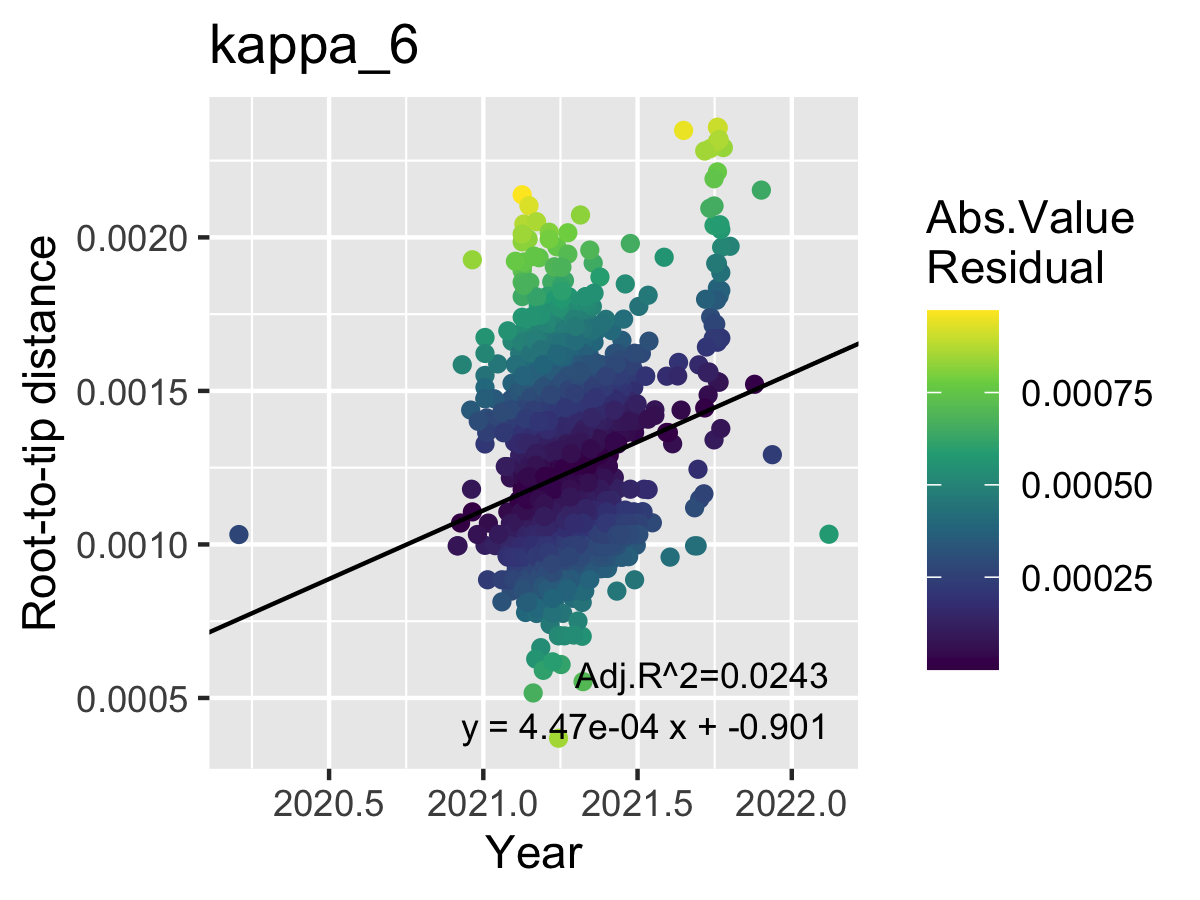 kappa_6
Root-to-tip distance
0.0020
0.0015
0.0010
0.0005
Adj.R^2=0.0243
y = 4.47e-04 x + -0.901
2020.5
2021.0
2021.5
2022.0
Year
Abs.Value
Residual
0.00075
0.00050
0.00025